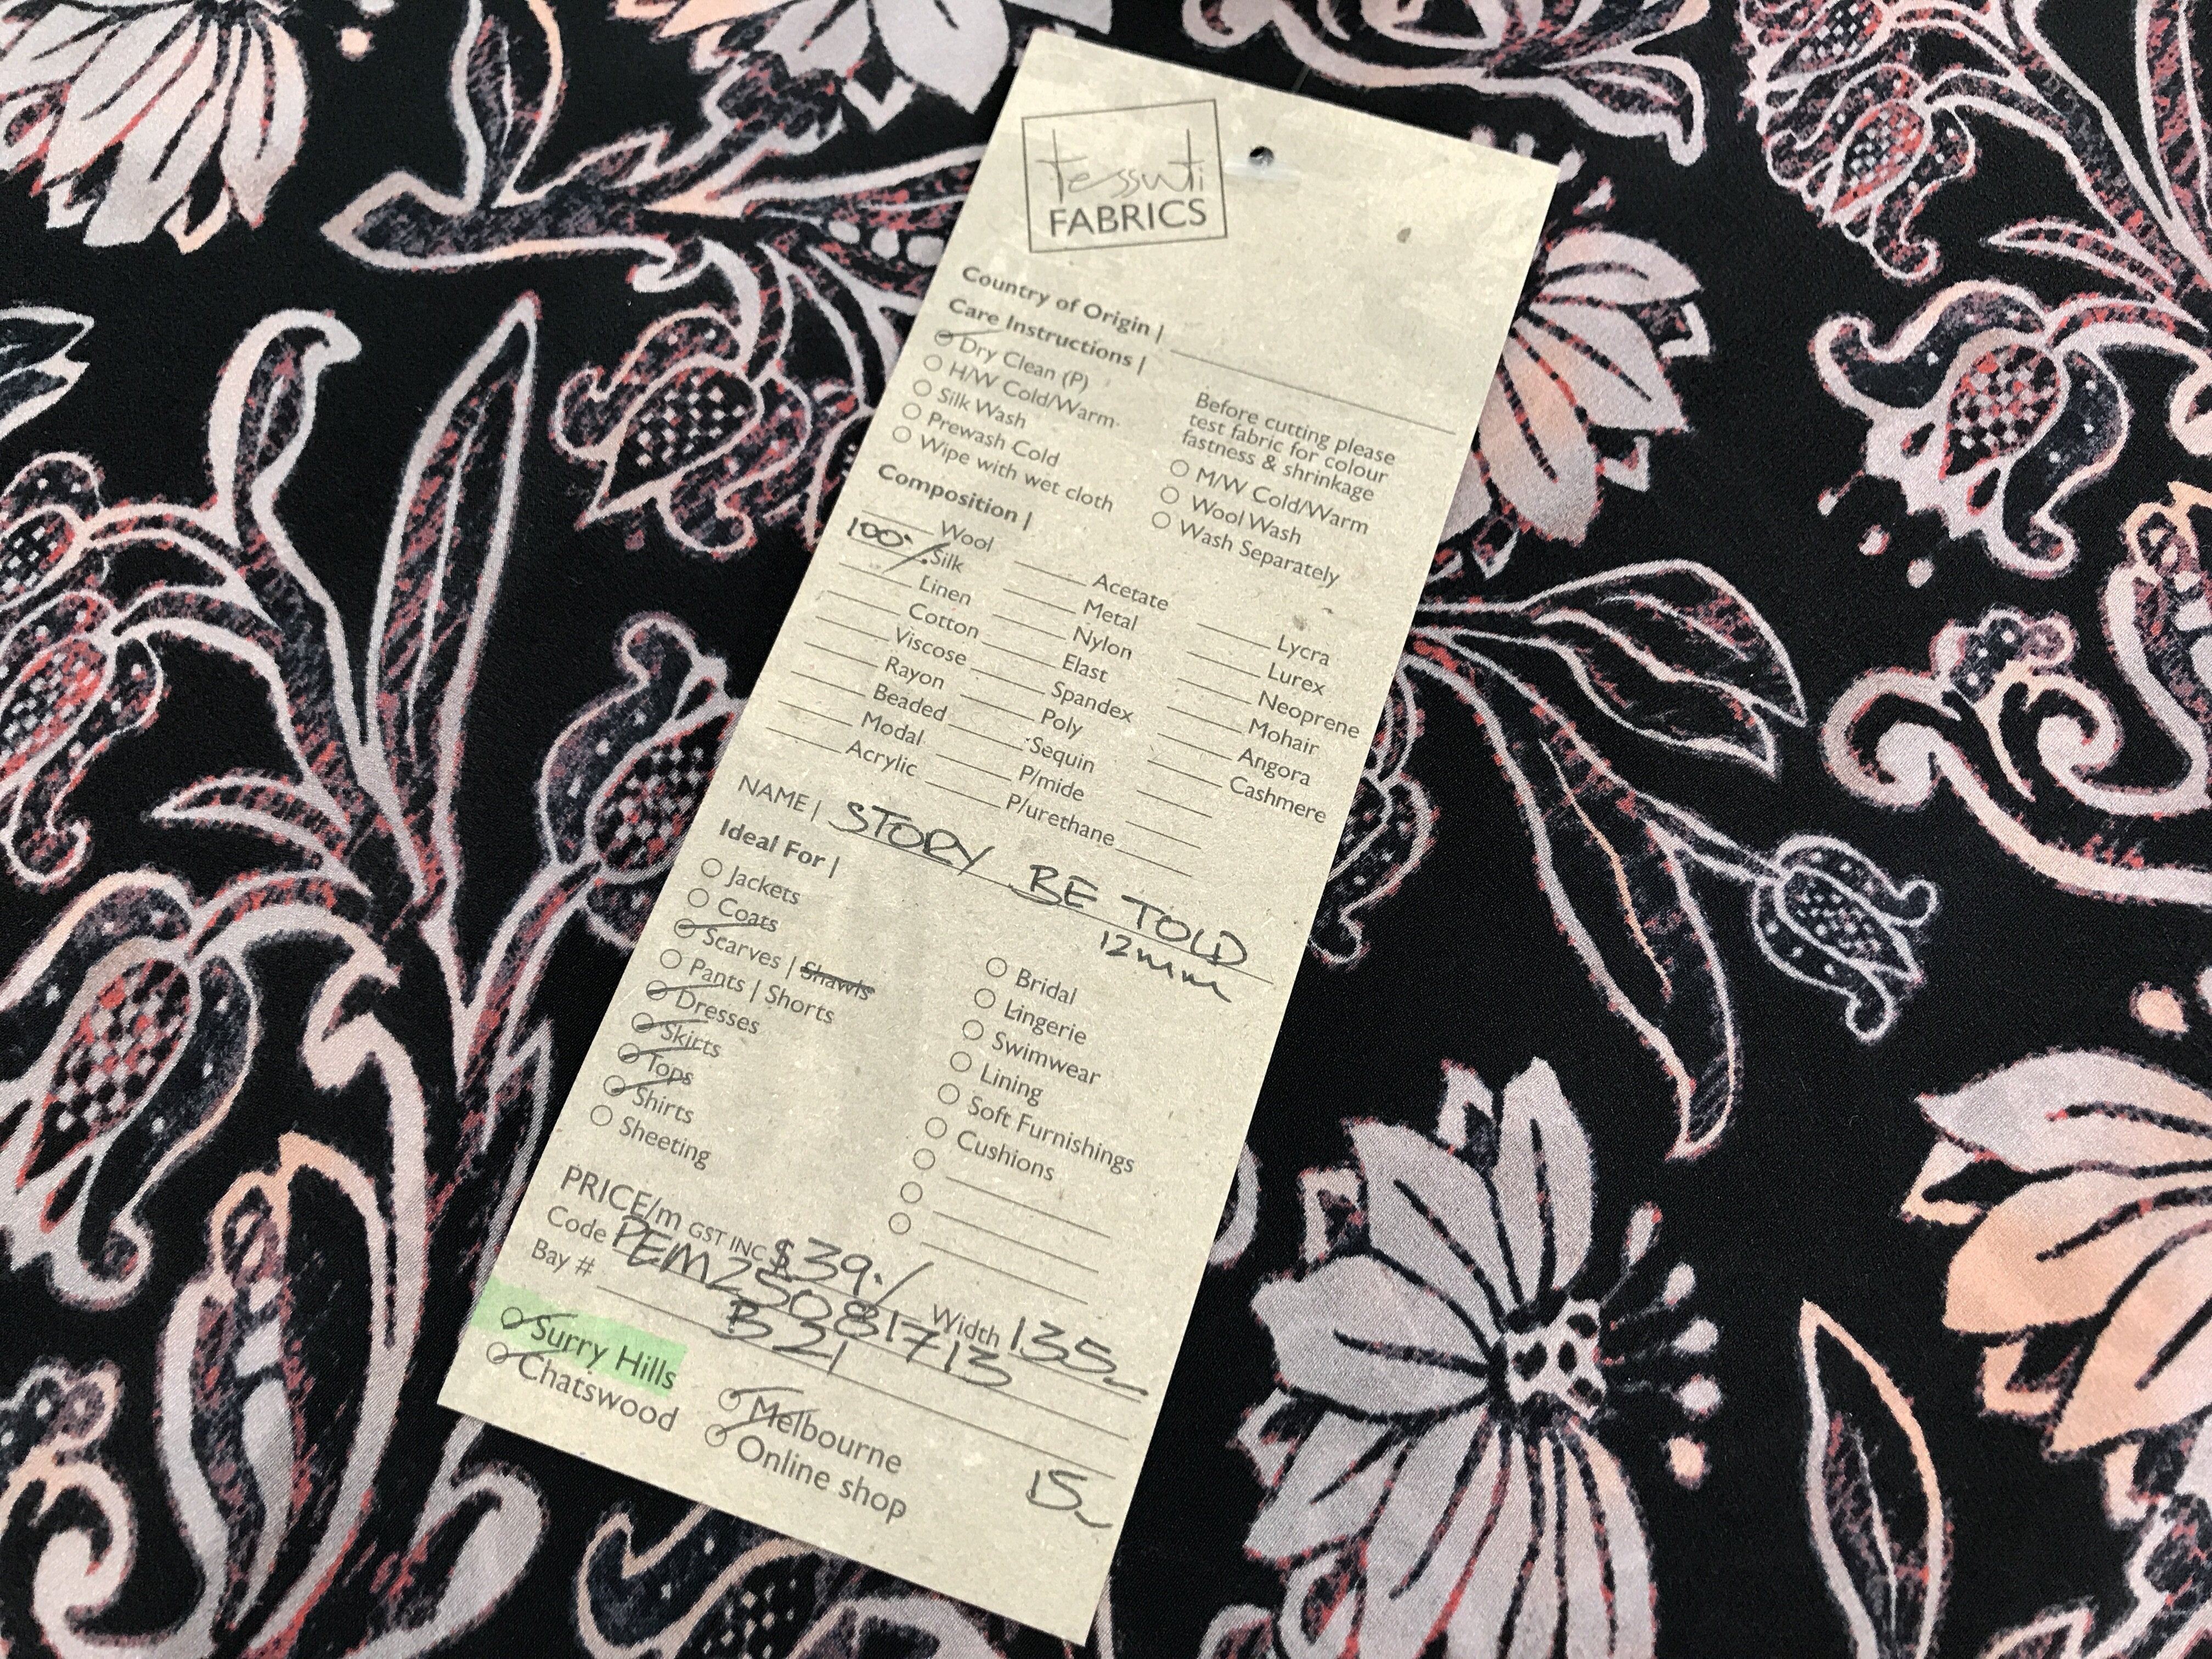 tessuti
FABRICS
Country of Origin |
Care Instructions |
Dry Clean (P)
H/W Cold/Warm
Silk Wash
Prewash Cold
Wipe with wet cloth
Before cutting please
test fabric for colour
fastness & shrinkage
M/W Cold/Warm
Wool Wash
Wash Separately
Composition |
Wool
100% Silk
Linen
Cotton
Viscose
Rayon
Beaded
Modal
Acrylic
Acetate
Metal
Nylon
Elast
Spandex
Poly
Sequin
P/mide
P/urethane
Lycra
Lurex
Neoprene
Mohair
Angora
Cashmere
NAME | STORY BE TOLD
12mm
Ideal For |
Jackets
Coats
Scarves | Shawls
Pants | Shorts
Dresses
Skirts
Tops
Shirts
Sheeting
Bridal
Lingerie
Swimwear
Lining
Soft Furnishings
Cushions
PRICE/m GST INC $39./ Width 135
Code PEM250081713
Bay # B21
Surry Hills
Chatswood
Melbourne
Online shop
15